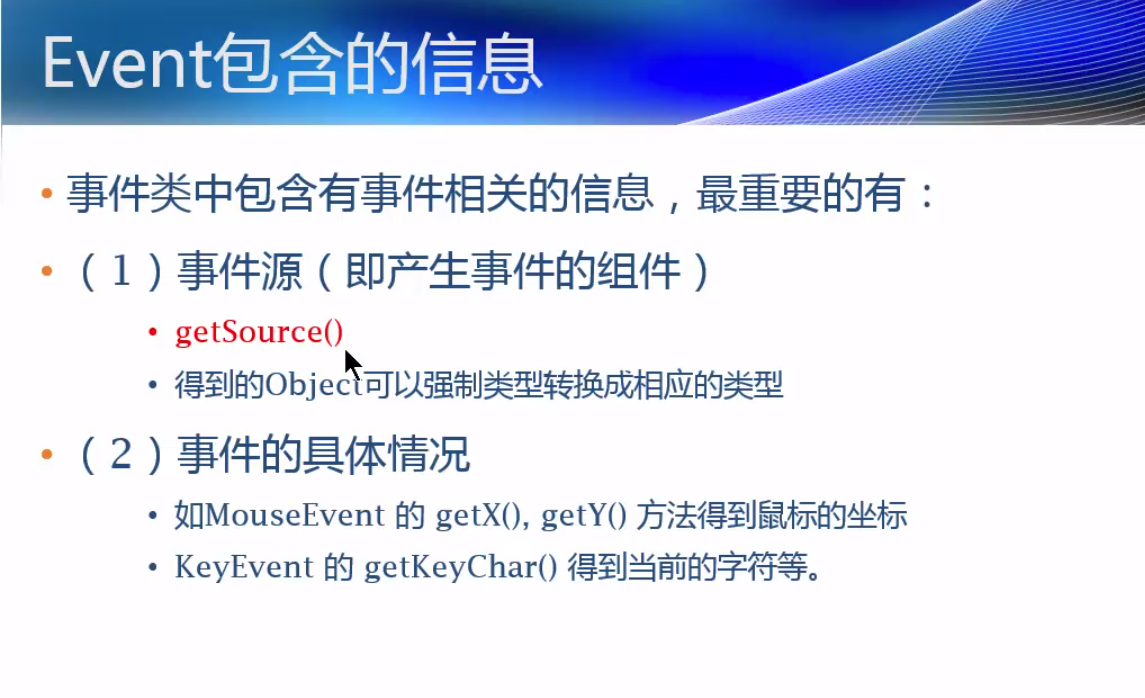 Event包含的信息
• 事件类中包含有事件相关的信息，最重要的有：
• （1）事件源（即产生事件的组件）
• getSource()
• 得到的Object可以强制类型转换成相应的类型
• （2）事件的具体情况
• 如MouseEvent 的 getX(), getY() 方法得到鼠标的坐标
• KeyEvent 的 getKeyChar() 得到当前的字符等。